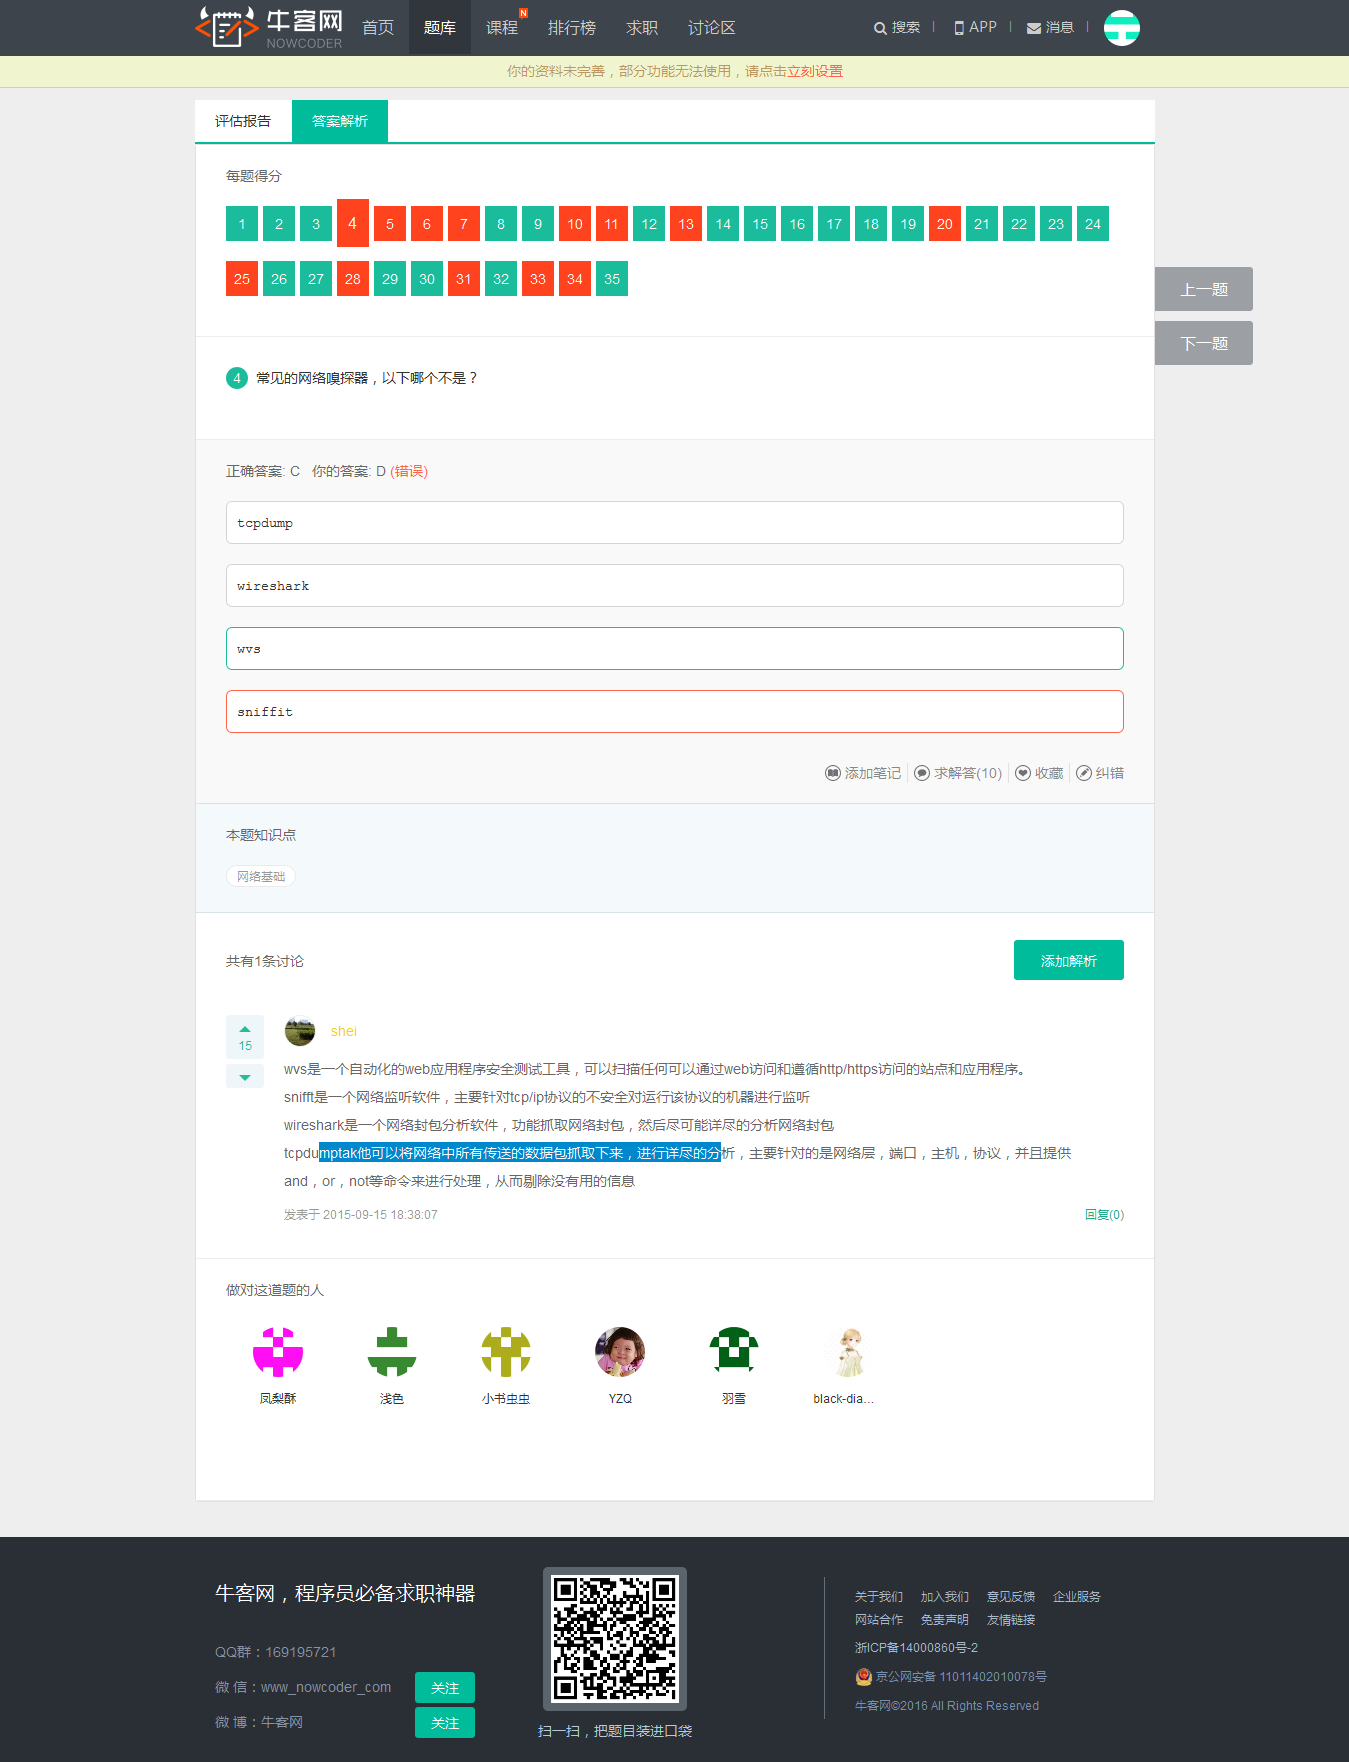 牛客网
NOWCODER
首页 题库 课程 N 排行榜 求职 讨论区 搜索 APP 消息
你的资料未完善，部分功能无法使用，请点击立刻设置
评估报告 答案解析
每题得分
1 2 3 4 5 6 7 8 9 10 11 12 13 14 15 16 17 18 19 20 21 22 23 24
25 26 27 28 29 30 31 32 33 34 35
上一题
下一题
4 常见的网络嗅探器，以下哪个不是？
正确答案: C 你的答案: D (错误)
tcpdump
wireshark
wvs
sniffit
添加笔记 求解答(10) 收藏 纠错
本题知识点
网络基础
共有1条讨论 添加解析
15
shei
wvs是一个自动化的web应用程序安全测试工具，可以扫描任何可以通过web访问和遵循http/https访问的站点和应用程序。
snifft是一个网络监听软件，主要针对tcp/ip协议的不安全对运行该协议的机器进行监听
wireshark是一个网络封包分析软件，功能抓取网络封包，然后尽可能详尽的分析网络封包
tcpdumptak他可以将网络中所有传送的数据包抓取下来，进行详尽的分析，主要针对的是网络层，端口，主机，协议，并且提供
and，or，not等命令来进行处理，从而剔除没有用的信息
发表于 2015-09-15 18:38:07 回复(0)
做对这道题的人
凤梨酥 浅色 小书虫虫 YZQ 羽雪 black-dia...
牛客网，程序员必备求职神器
QQ群：169195721
微 信：www_nowcoder_com 关注
微 博：牛客网 关注
扫一扫，把题目装进口袋
关于我们 加入我们 意见反馈 企业服务
网站合作 免责声明 友情链接
浙ICP备14000860号-2
京公网安备 11011402010078号
牛客网©2016 All Rights Reserved